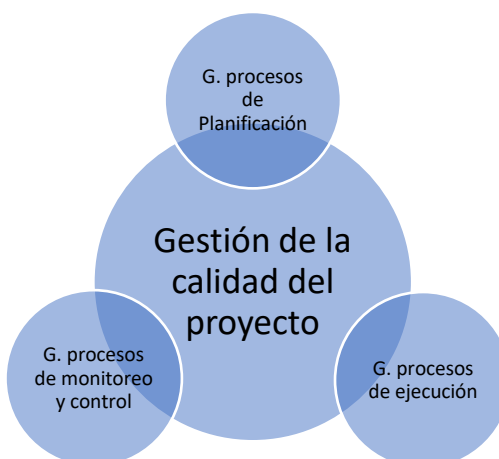 G. procesos
de
Planificación
Gestión de la
calidad del
proyecto
G. procesos
de monitoreo
y control
G. procesos
de ejecución